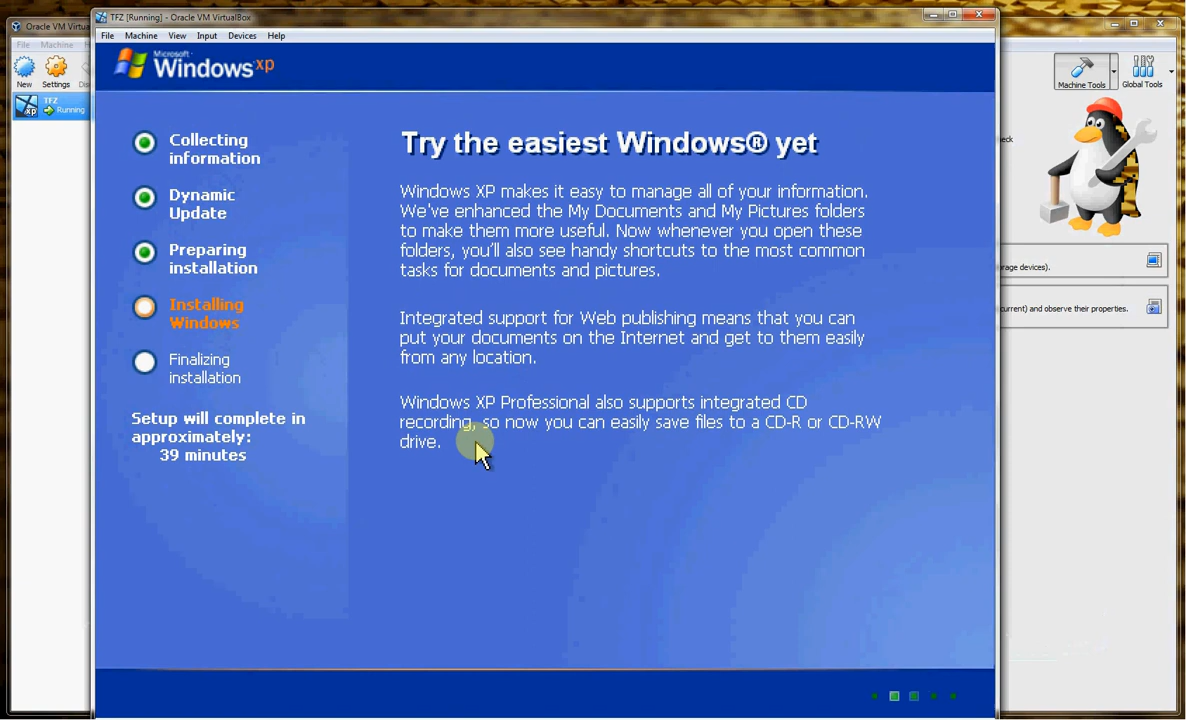 Oracle VM Virtua
TFZ [Running] - Oracle VM VirtualBox
File Machine
File Machine View Input Devices Help
New Settings
Machine Tools Global Tools
TFZ
Running
Microsoft
Windows xp
Collecting
information
Dynamic
Update
Preparing
installation
Installing
Windows
Finalizing
installation
Setup will complete in
approximately:
39 minutes
Try the easiest Windows® yet
Windows XP makes it easy to manage all of your information.
We've enhanced the My Documents and My Pictures folders
to make them more useful. Now whenever you open these
folders, you'll also see handy shortcuts to the most common
tasks for documents and pictures.
Integrated support for Web publishing means that you can
put your documents on the Internet and get to them easily
from any location.
Windows XP Professional also supports integrated CD
recording, so now you can easily save files to a CD-R or CD-RW
drive.
eck
rage devices).
current) and observe their properties.